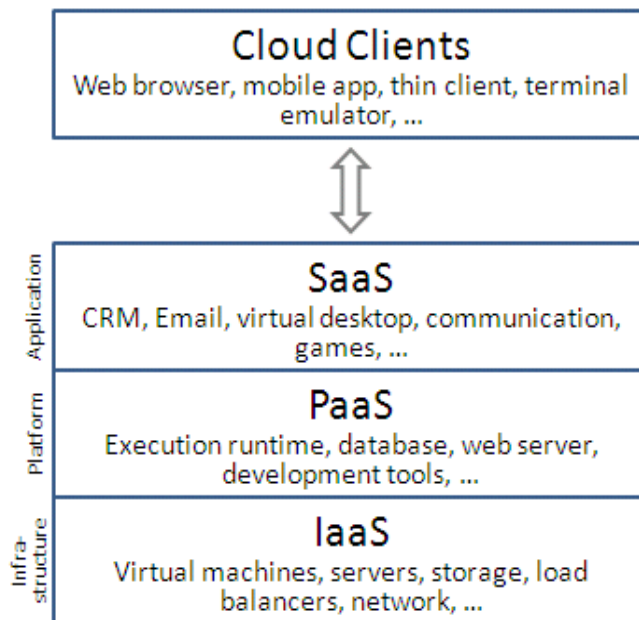 Cloud Clients
Web browser, mobile app, thin client, terminal
emulator, ...
Application
SaaS
CRM, Email, virtual desktop, communication,
games, ...
Platform
PaaS
Execution runtime, database, web server,
development tools, ...
Infra-
structure
IaaS
Virtual machines, servers, storage, load
balancers, network, ...